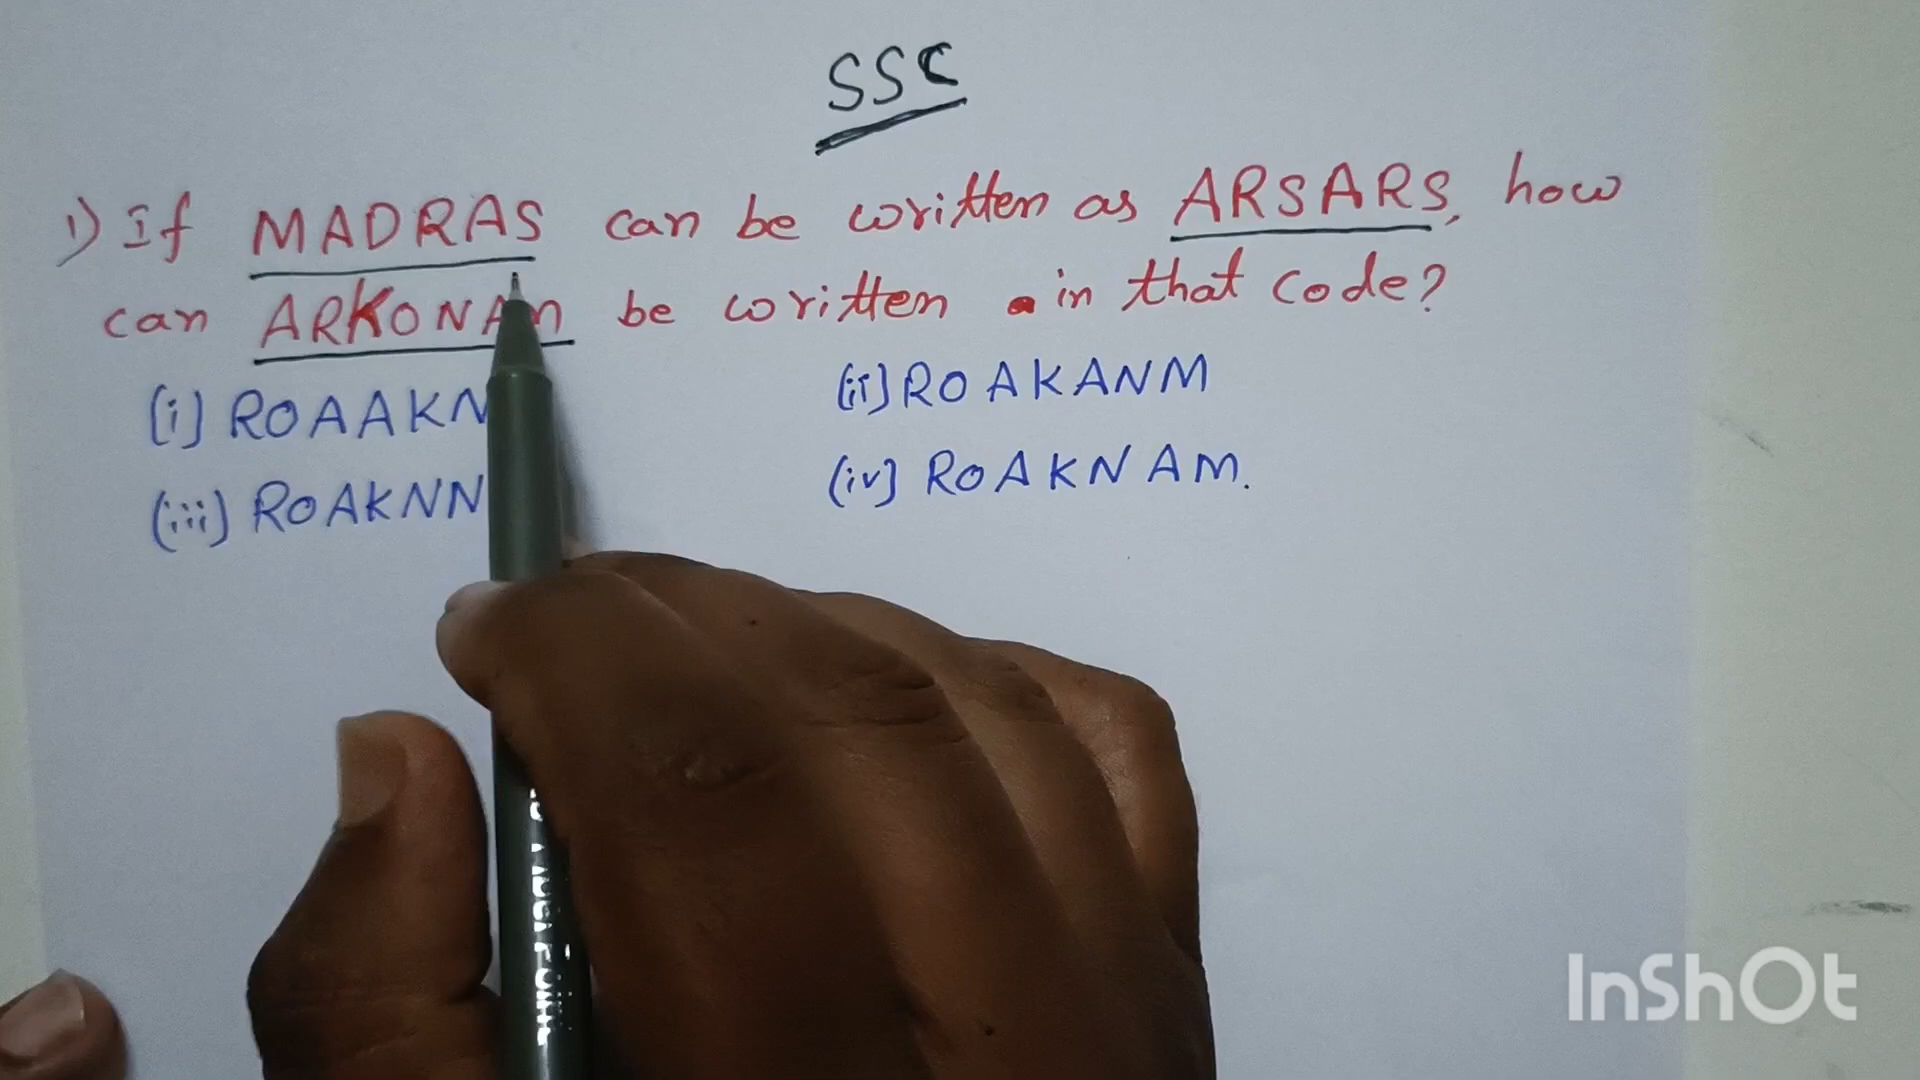 SSC
1) If MADRAS can be written as ARSARS, how
can ARKONAM be written in that code?
(i) ROAAKN
(ii) ROAKANM
(iii) ROAKNN
(iv) ROAKNAM.
InShOt